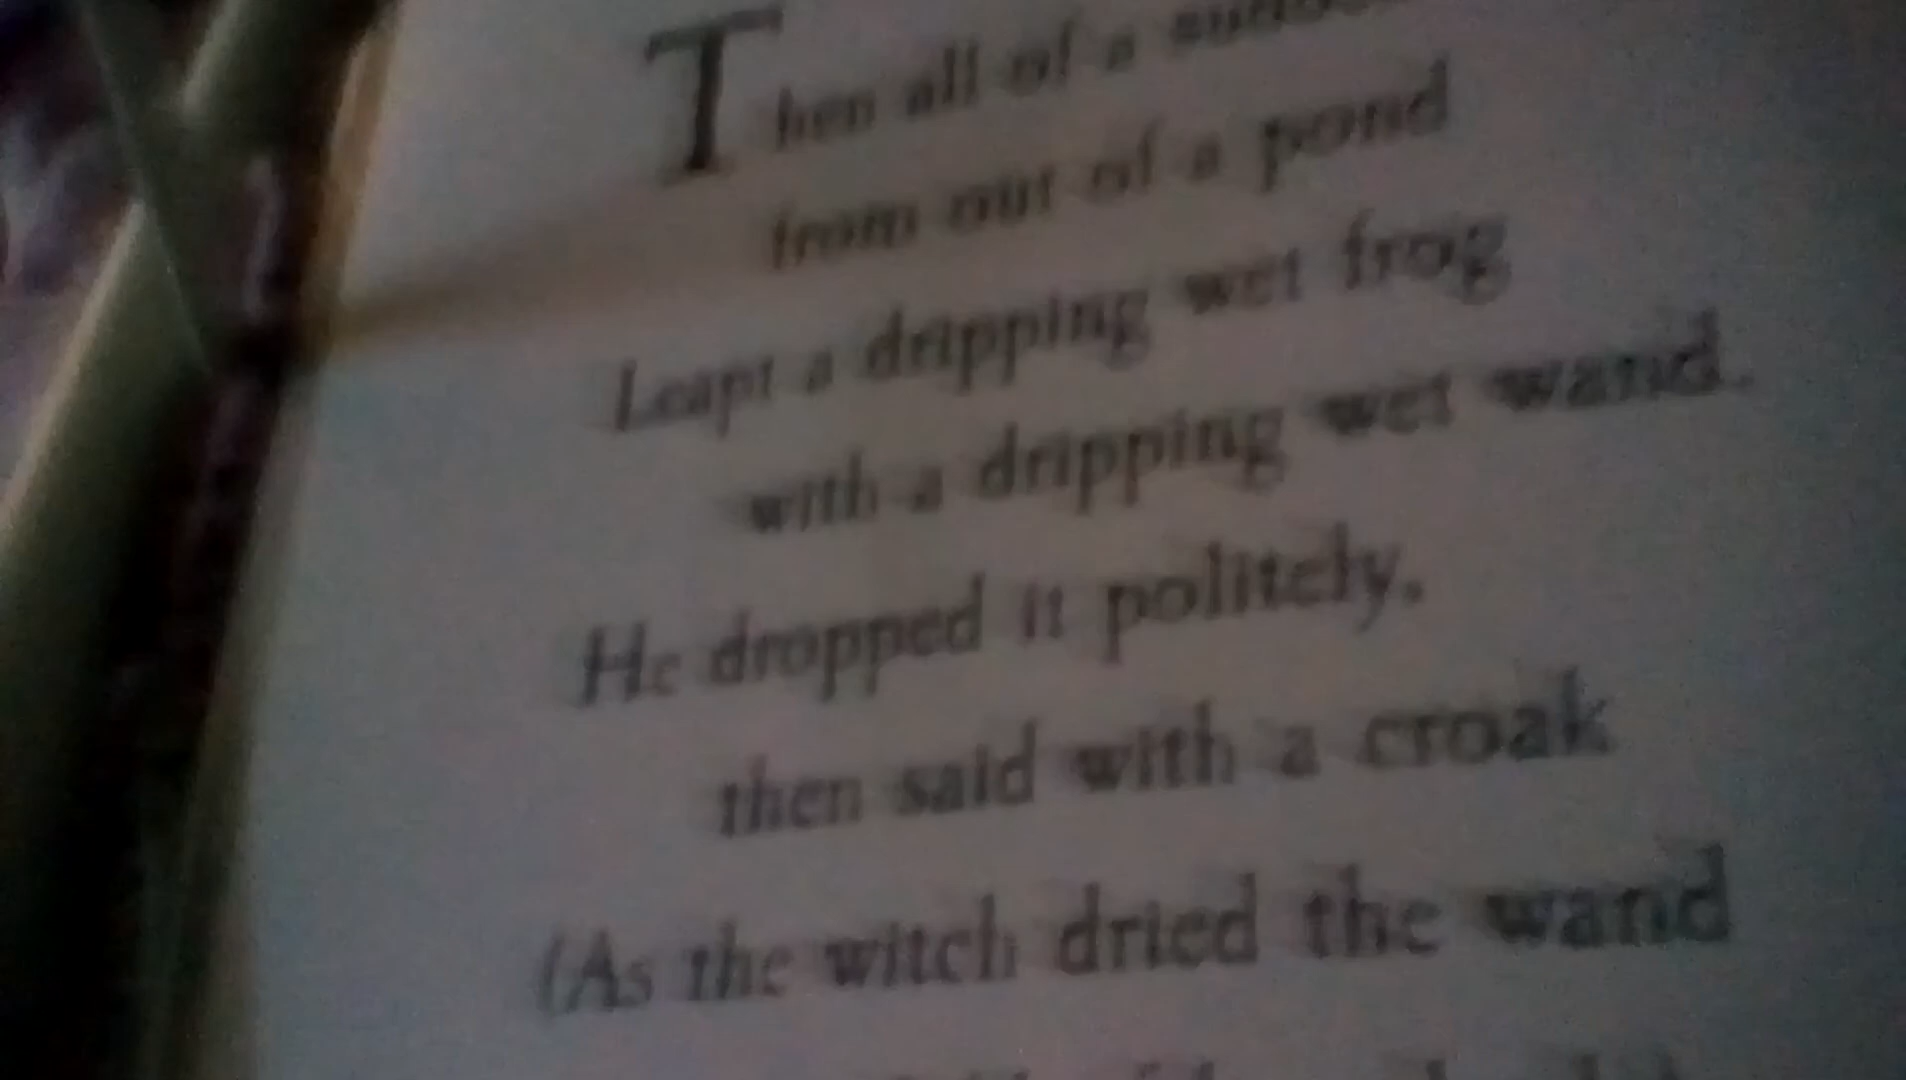 Then all of a
from out of a pond
Leapt a dripping wet frog
with a dripping wet wand.
He dropped it politely,
then said with a croak
(As the witch dried the wand